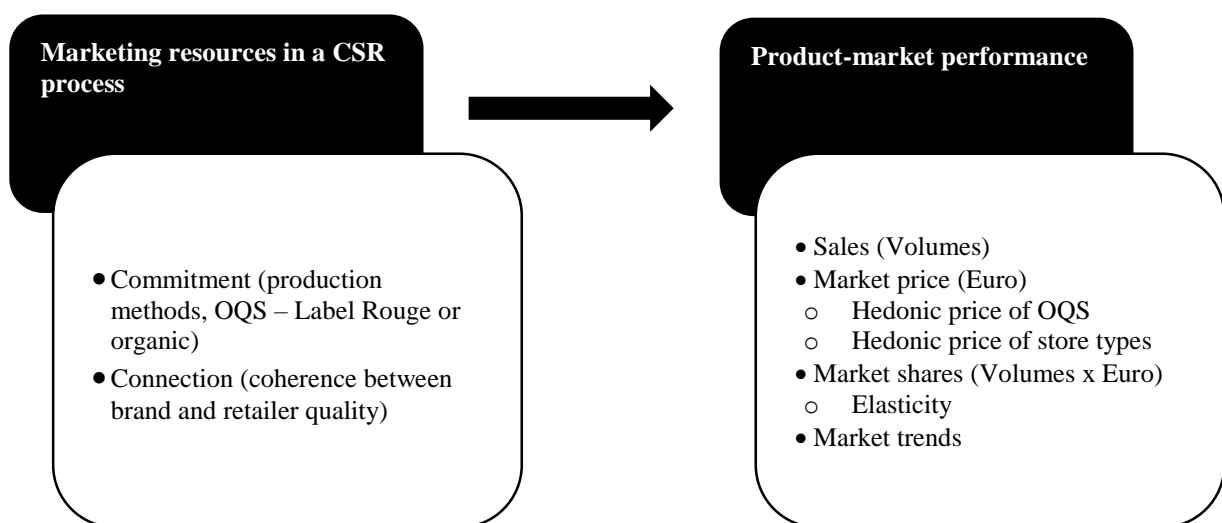 Marketing resources in a CSR
process
• Commitment (production
methods, OQS – Label Rouge or
organic)
• Connection (coherence between
brand and retailer quality)
Product-market performance
• Sales (Volumes)
• Market price (Euro)
o Hedonic price of OQS
o Hedonic price of store types
• Market shares (Volumes x Euro)
o Elasticity
• Market trends